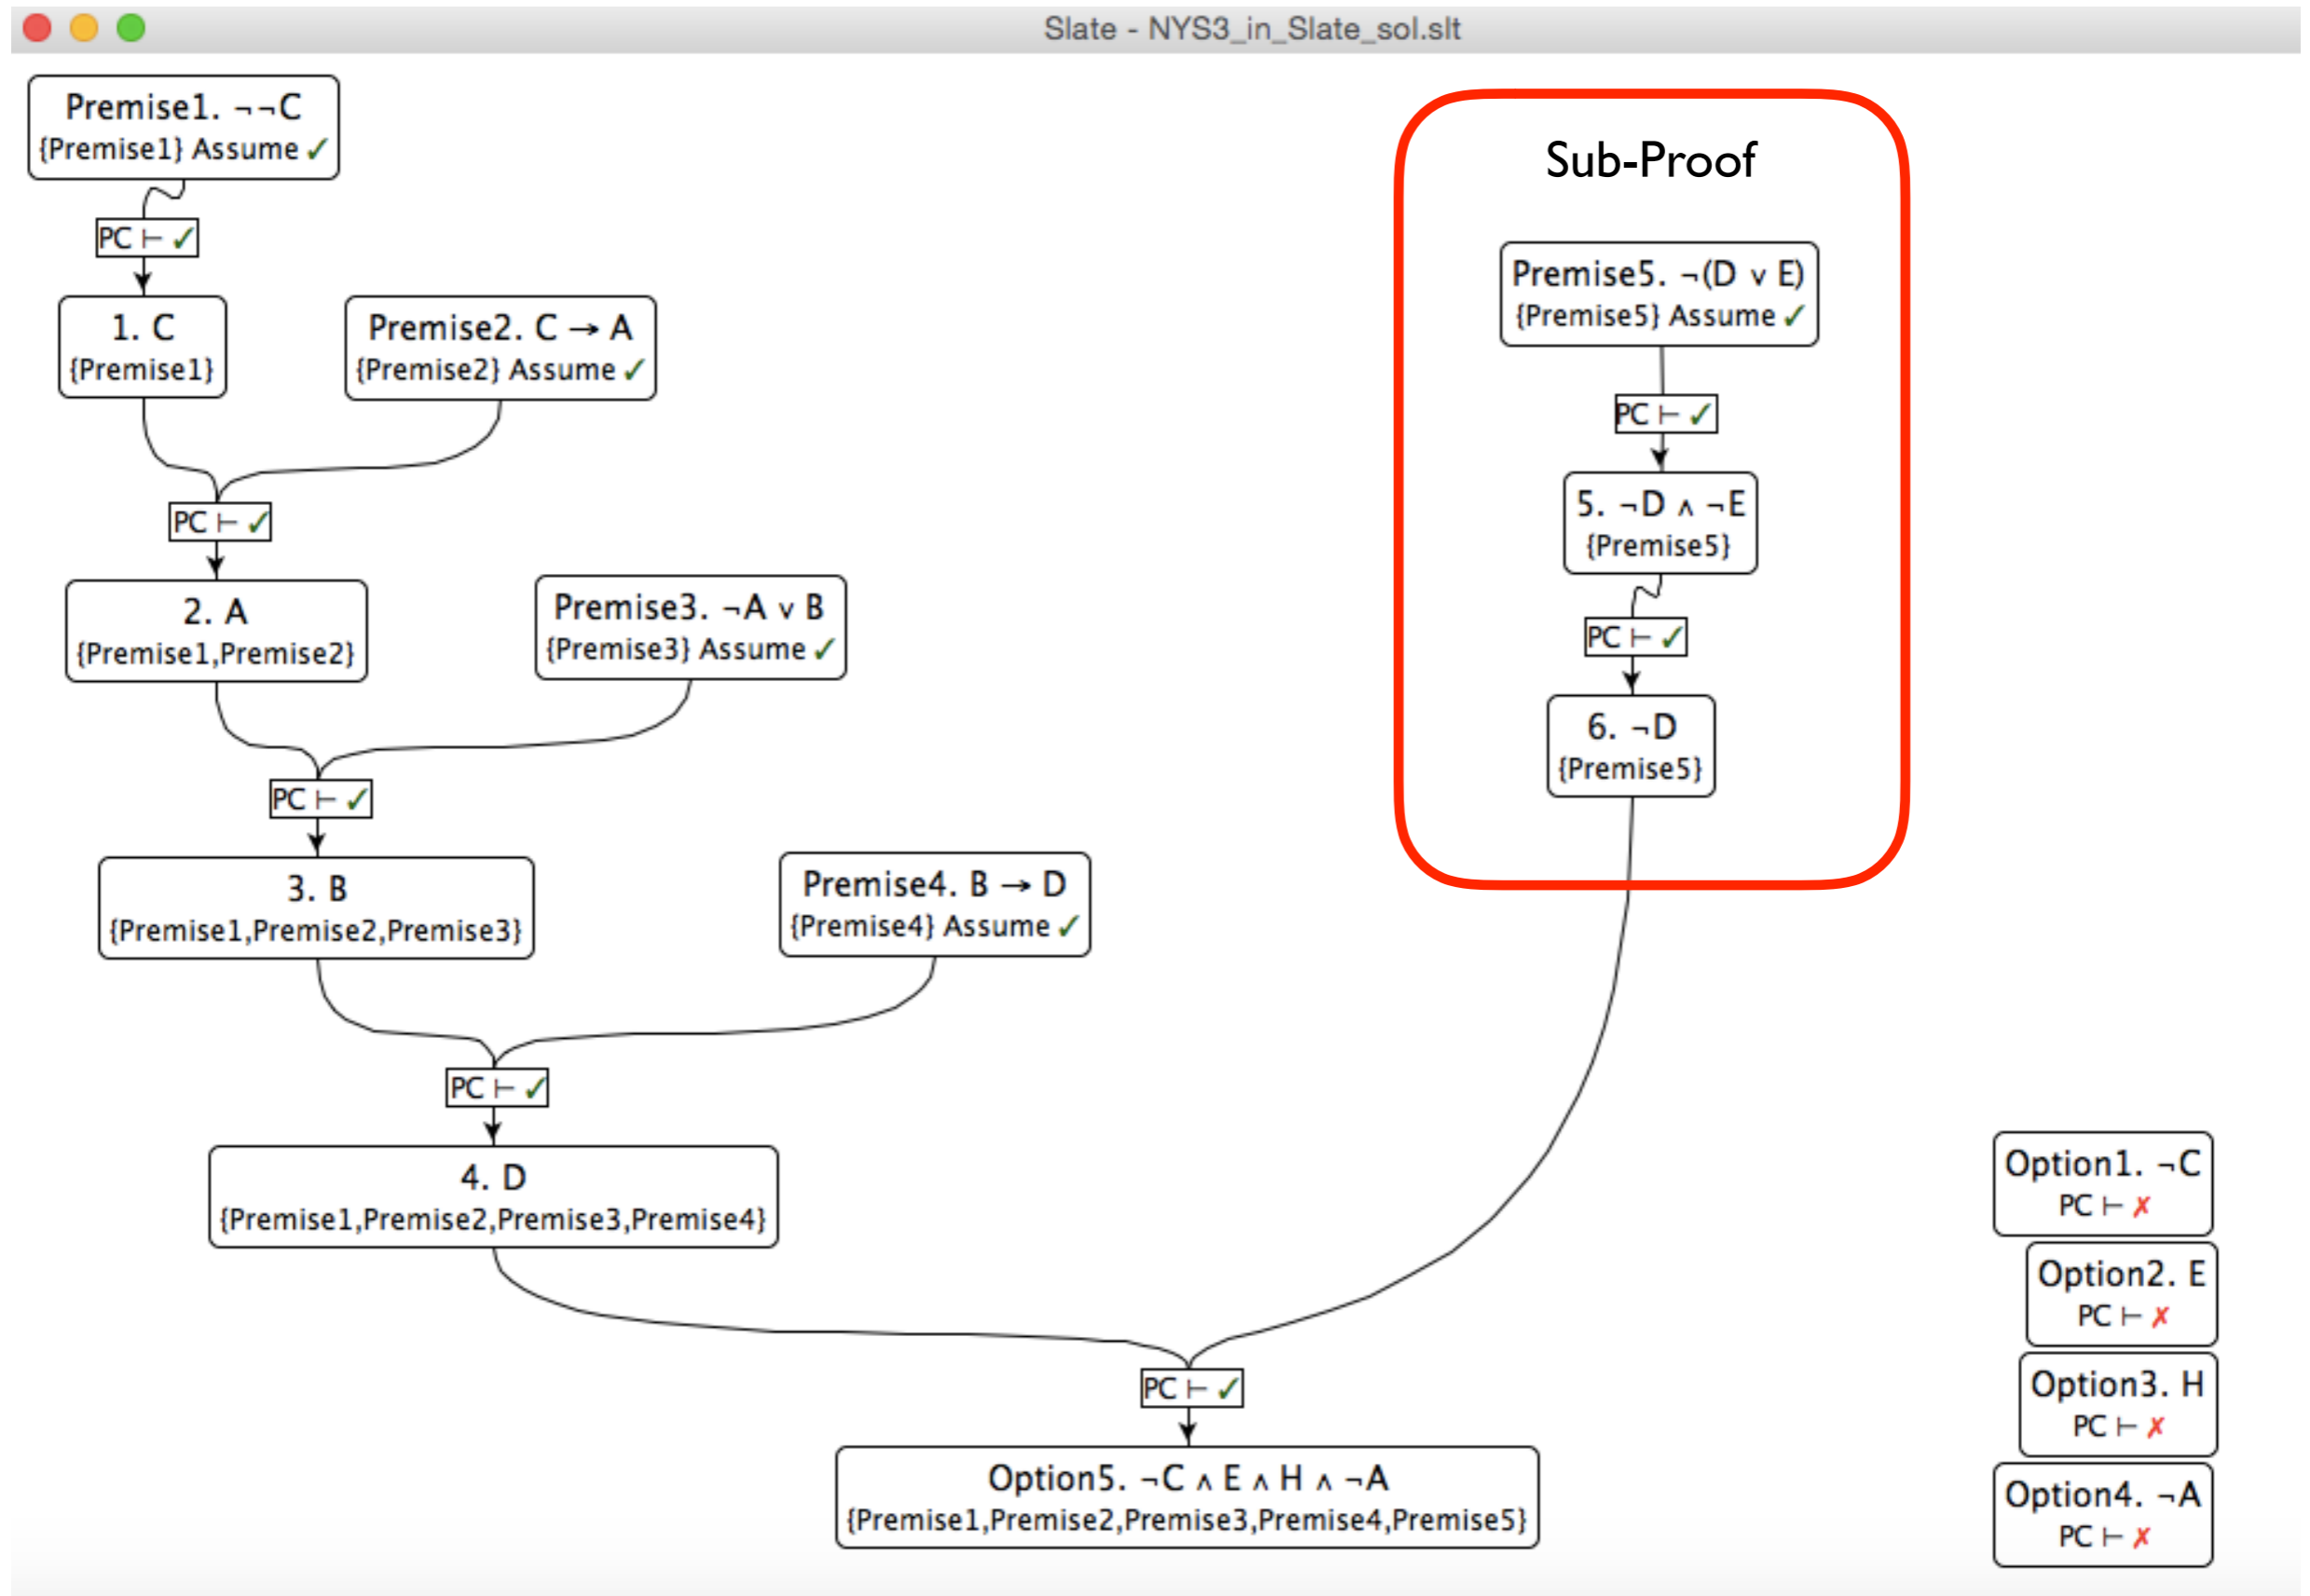 Slate - NYS3_in_Slate_sol.slt
Premise1. ¬¬C
{Premise1} Assume ✓
PC ⊢ ✓
1. C
{Premise1}
Premise2. C → A
{Premise2} Assume ✓
PC ⊢ ✓
2. A
{Premise1,Premise2}
Premise3. ¬A ∨ B
{Premise3} Assume ✓
PC ⊢ ✓
3. B
{Premise1,Premise2,Premise3}
Premise4. B → D
{Premise4} Assume ✓
PC ⊢ ✓
4. D
{Premise1,Premise2,Premise3,Premise4}
Sub-Proof
Premise5. ¬(D ∨ E)
{Premise5} Assume ✓
PC ⊢ ✓
5. ¬D ∧ ¬E
{Premise5}
PC ⊢ ✓
6. ¬D
{Premise5}
PC ⊢ ✓
Option5. ¬C ∧ E ∧ H ∧ ¬A
{Premise1,Premise2,Premise3,Premise4,Premise5}
Option1. ¬C
PC ⊢ ✗
Option2. E
PC ⊢ ✗
Option3. H
PC ⊢ ✗
Option4. ¬A
PC ⊢ ✗